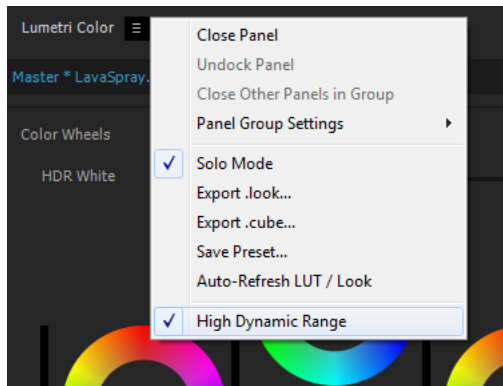 Lumetri Color
Close Panel
Undock Panel
Master * LavaSpray.
Close Other Panels in Group
Panel Group Settings
Color Wheels
Solo Mode
HDR White
Export .look...
Export .cube...
Save Preset...
Auto-Refresh LUT / Look
High Dynamic Range